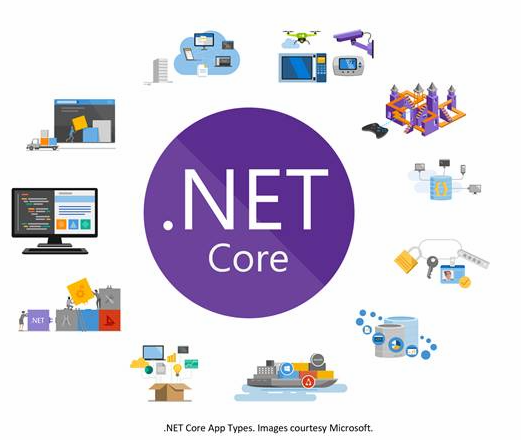 .NET
Core
.NET
.NET Core App Types. Images courtesy Microsoft.